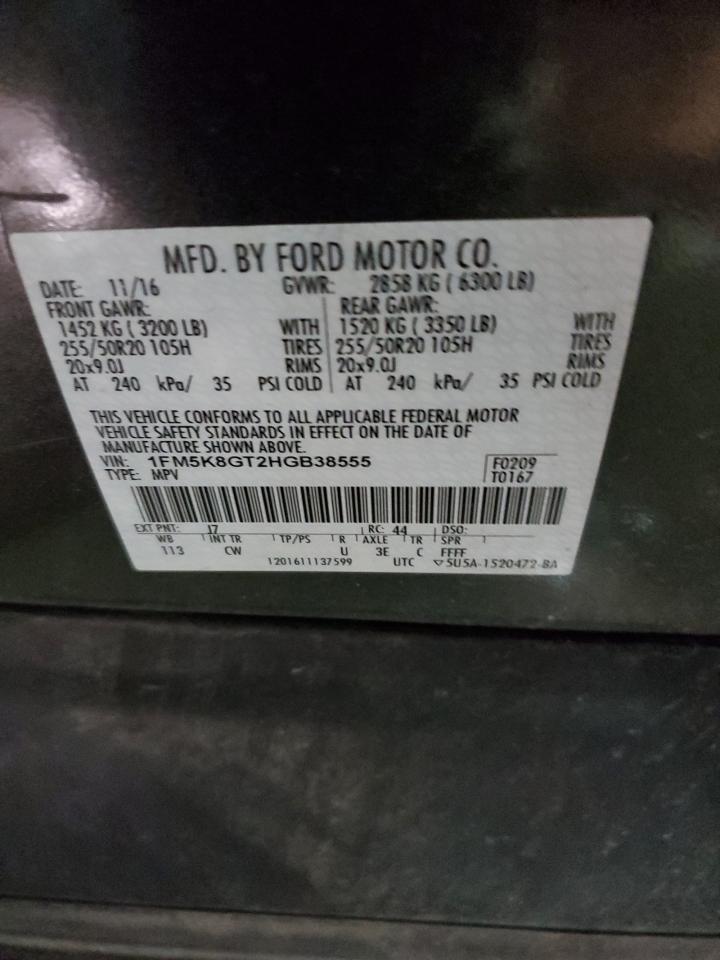 MFD. BY FORD MOTOR CO.
DATE: 11/16 GVWR: 2858 KG ( 6300 LB)
FRONT GAWR: REAR GAWR:
1452 KG ( 3200 LB) WITH 1520 KG ( 3350 LB) WITH
255/50R20 105H TIRES 255/50R20 105H TIRES
20x9.0J RIMS 20x9.0J RIMS
AT 240 kPa/ 35 PSI COLD AT 240 kPa/ 35 PSI COLD
THIS VEHICLE CONFORMS TO ALL APPLICABLE FEDERAL MOTOR
VEHICLE SAFETY STANDARDS IN EFFECT ON THE DATE OF
MANUFACTURE SHOWN ABOVE.
VIN: 1FM5K8GT2HGB38555 F0209
TYPE: MPV T0167
EXT PNT: J7 RC: 44 DSO:
WB INT TR TP/PS R AXLE TR SPR
113 CW U 3E C FFFF
1201611137599 UTC ▽5U5A-1520472-BA